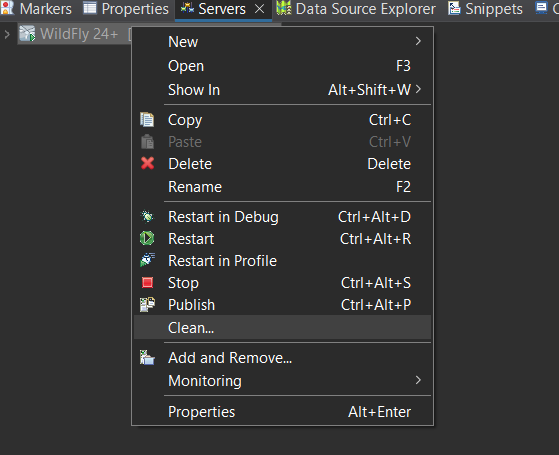 Markers Properties Servers Data Source Explorer Snippets
WildFly 24+
New
Open F3
Show In Alt+Shift+W
Copy Ctrl+C
Paste Ctrl+V
Delete Delete
Rename F2
Restart in Debug Ctrl+Alt+D
Restart Ctrl+Alt+R
Restart in Profile
Stop Ctrl+Alt+S
Publish Ctrl+Alt+P
Clean...
Add and Remove...
Monitoring
Properties Alt+Enter